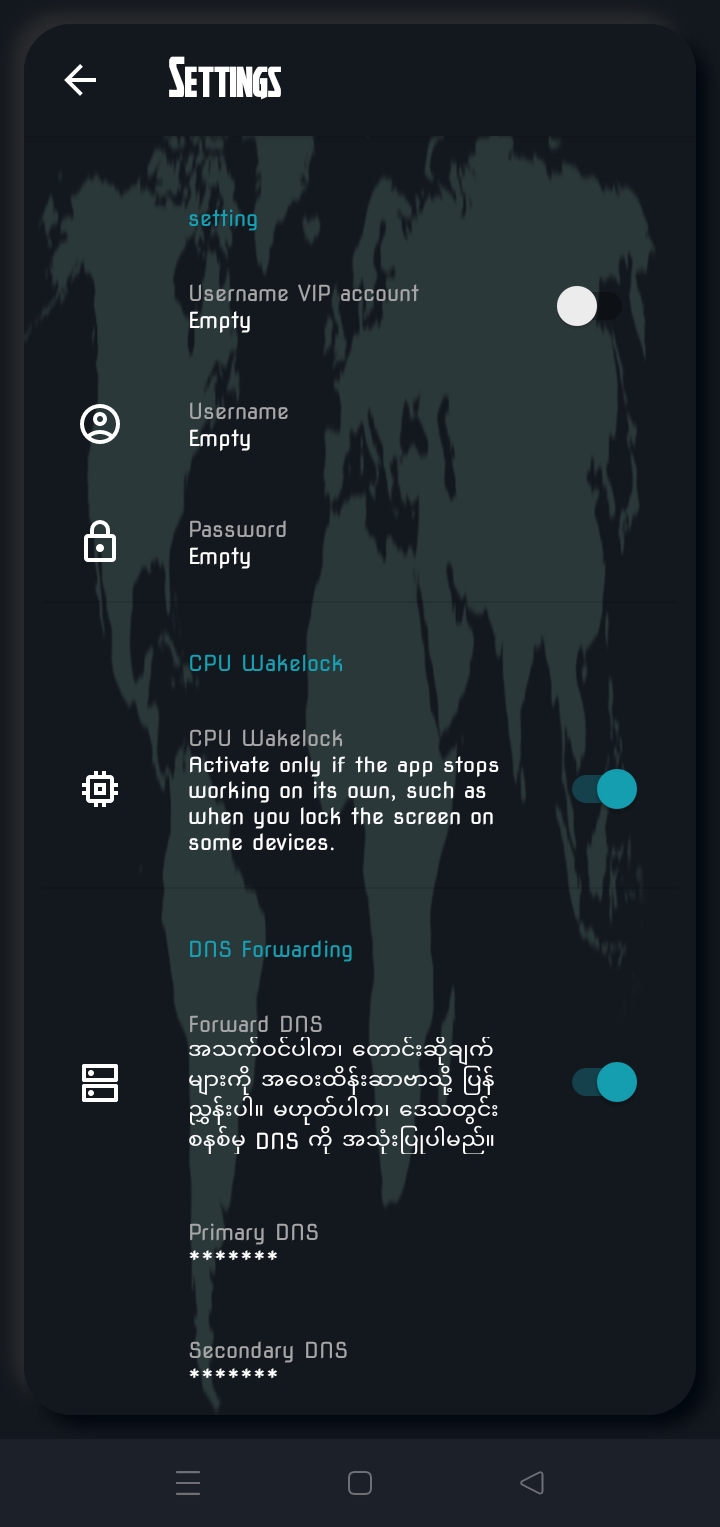 Settings
setting
Username VIP account
Empty
Username
Empty
Password
Empty
CPU Wakelock
CPU Wakelock
Activate only if the app stops
working on its own, such as
when you lock the screen on
some devices.
DNS Forwarding
Forward DNS
အသက်ဝင်ပါက၊ တောင်းဆိုချက်
များကို အဝေးထိန်းဆာဗာသို့ ပြန်
ညွှန်းပါ။ မဟုတ်ပါက၊ ဒေသတွင်း
စနစ်မှ DNS ကို အသုံးပြုပါမည်။
Primary DNS
*******
Secondary DNS
*******